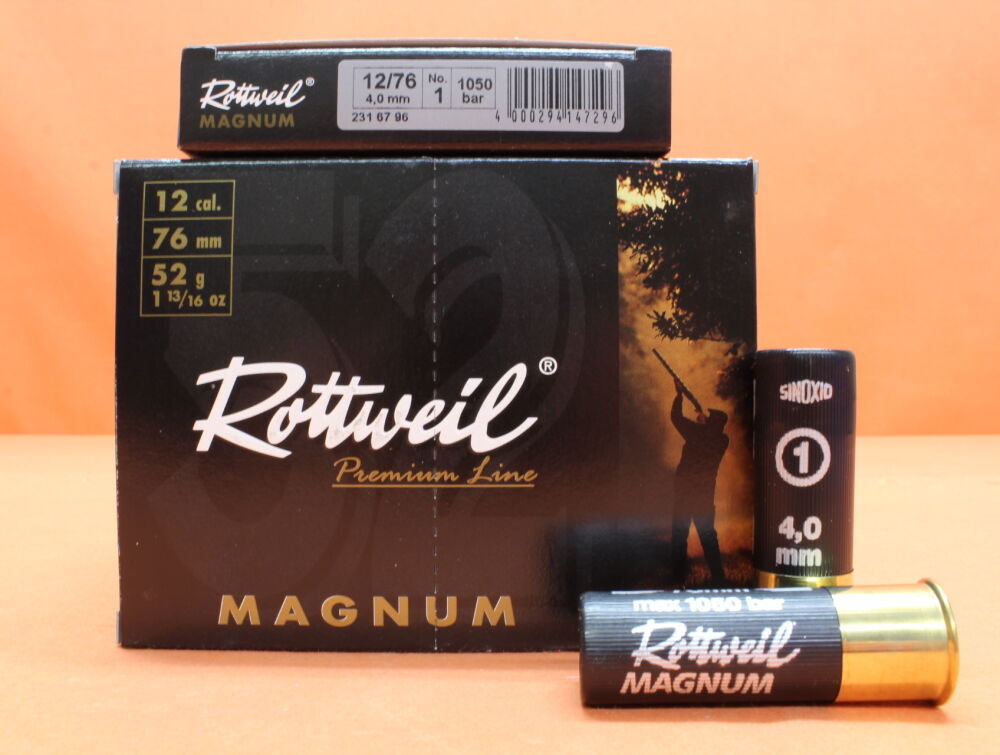 Rottweil®
MAGNUM
12/76
4,0 mm
No.
1
1050
bar
231 67 96
4 000294 147296
12 cal.
76 mm
52 g
1 13/16 oz
52
Rottweil®
Premium Line
MAGNUM
SINOXID
1
4,0
mm
max 1050 bar
Rottweil
MAGNUM